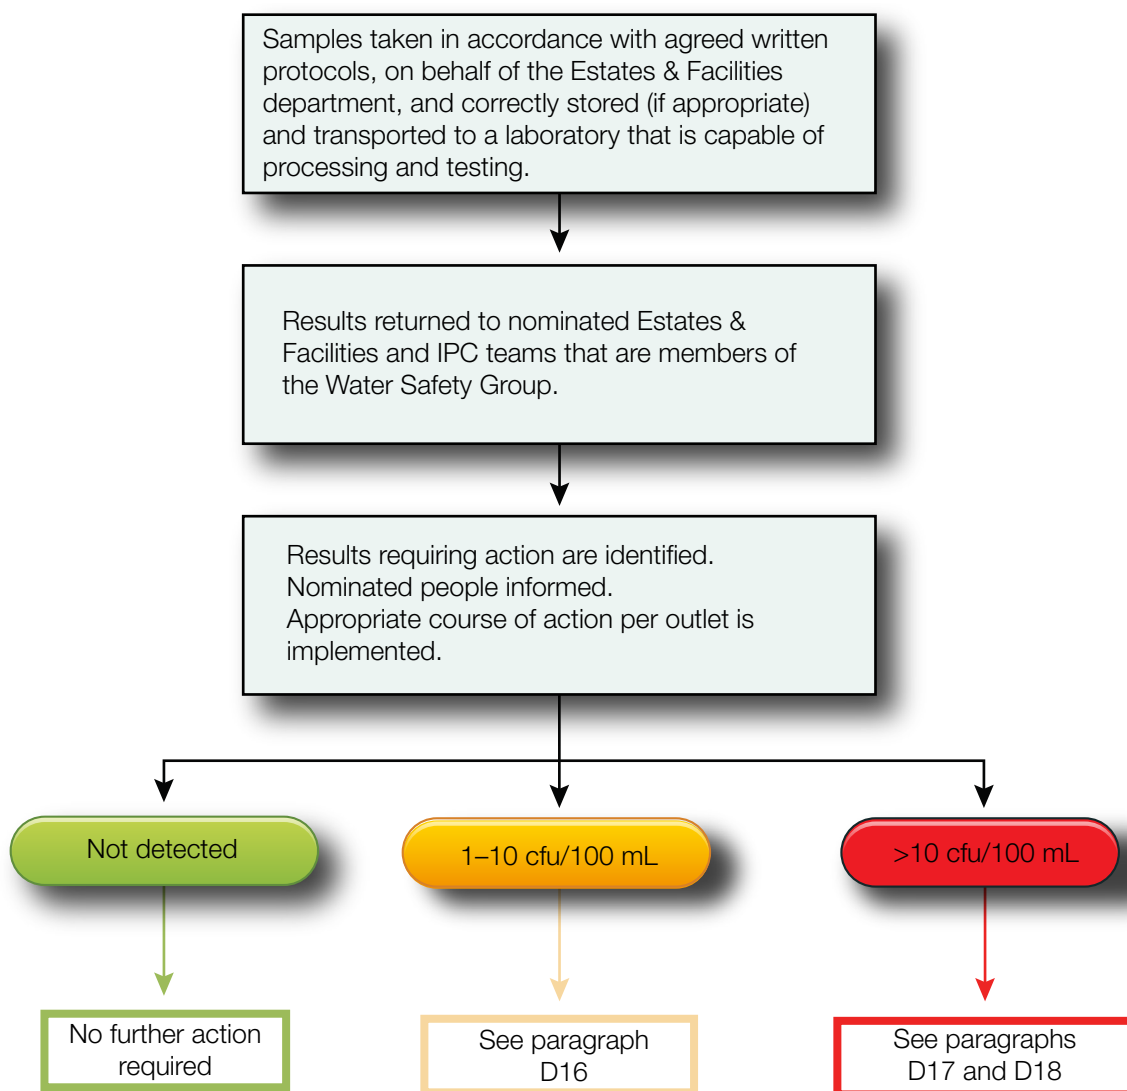 Samples taken in accordance with agreed written
protocols, on behalf of the Estates & Facilities
department, and correctly stored (if appropriate)
and transported to a laboratory that is capable of
processing and testing.
Results returned to nominated Estates &
Facilities and IPC teams that are members of
the Water Safety Group.
Results requiring action are identified.
Nominated people informed.
Appropriate course of action per outlet is
implemented.
Not detected
1–10 cfu/100 mL
>10 cfu/100 mL
No further action
required
See paragraph
D16
See paragraphs
D17 and D18